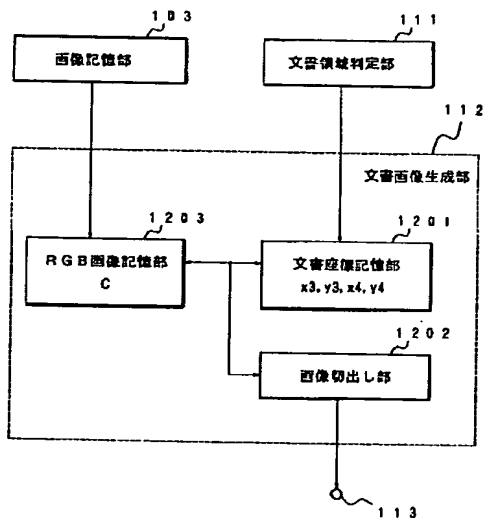 103
画像記憶部
111
文書領域判定部
112
文書画像生成部
1203
RGB画像記憶部
C
1201
文書座標記憶部
x3, y3, x4, y4
1202
画像切出し部
113